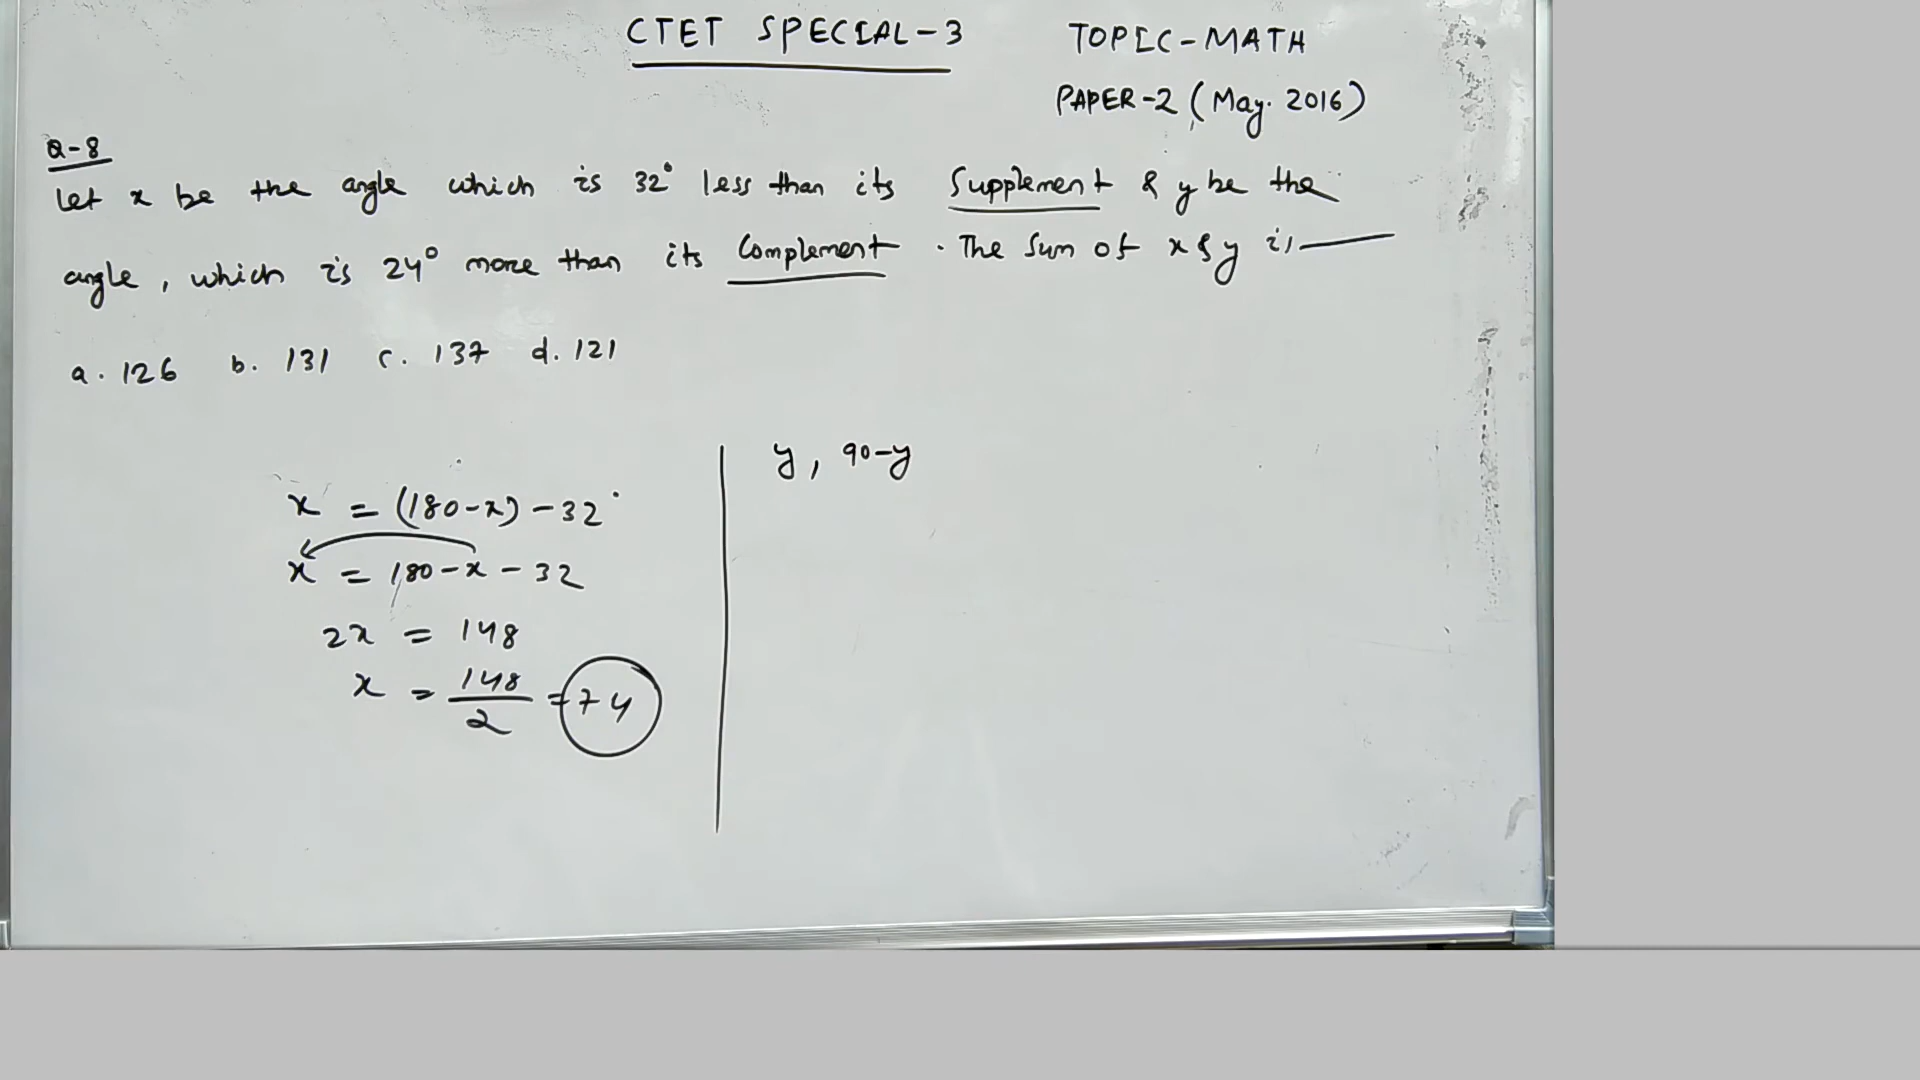 CTET SPECIAL-3
TOPIC-MATH
PAPER-2 (May. 2016)
Q-8
Let x be the angle which is 32° less than its Supplement & y be the
angle, which is 24° more than its Complement. The Sum of x & y is ——
a. 126 b. 131 c. 137 d. 121
x = (180-x) - 32°
x = 180 - x - 32
2x = 148
x = 148/2 = 74
y, 90-y